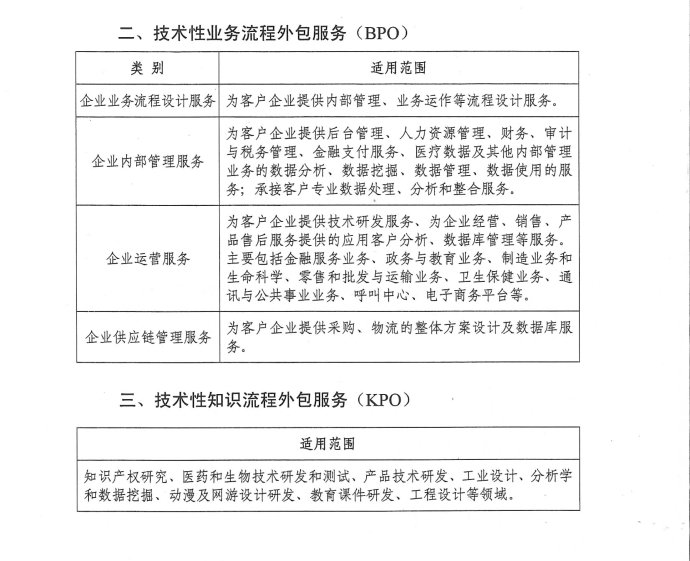 二、技术性业务流程外包服务（BPO）
类 别
适用范围
企业业务流程设计服务
为客户企业提供内部管理、业务运作等流程设计服务。
企业内部管理服务
为客户企业提供后台管理、人力资源管理、财务、审计
与税务管理、金融支付服务、医疗数据及其他内部管理
业务的数据分析、数据挖掘、数据管理、数据使用的服
务；承接客户专业数据处理、分析和整合服务。
企业运营服务
为客户企业提供技术研发服务、为企业经营、销售、产
品售后服务提供的应用客户分析、数据库管理等服务。
主要包括金融服务业务、政务与教育业务、制造业务和
生命科学、零售和批发与运输业务、卫生保健业务、通
讯与公共事业业务、呼叫中心、电子商务平台等。
企业供应链管理服务
为客户企业提供采购、物流的整体方案设计及数据库服
务。
三、技术性知识流程外包服务（KPO）
适用范围
知识产权研究、医药和生物技术研发和测试、产品技术研发、工业设计、分析学
和数据挖掘、动漫及网游设计研发、教育课件研发、工程设计等领域。